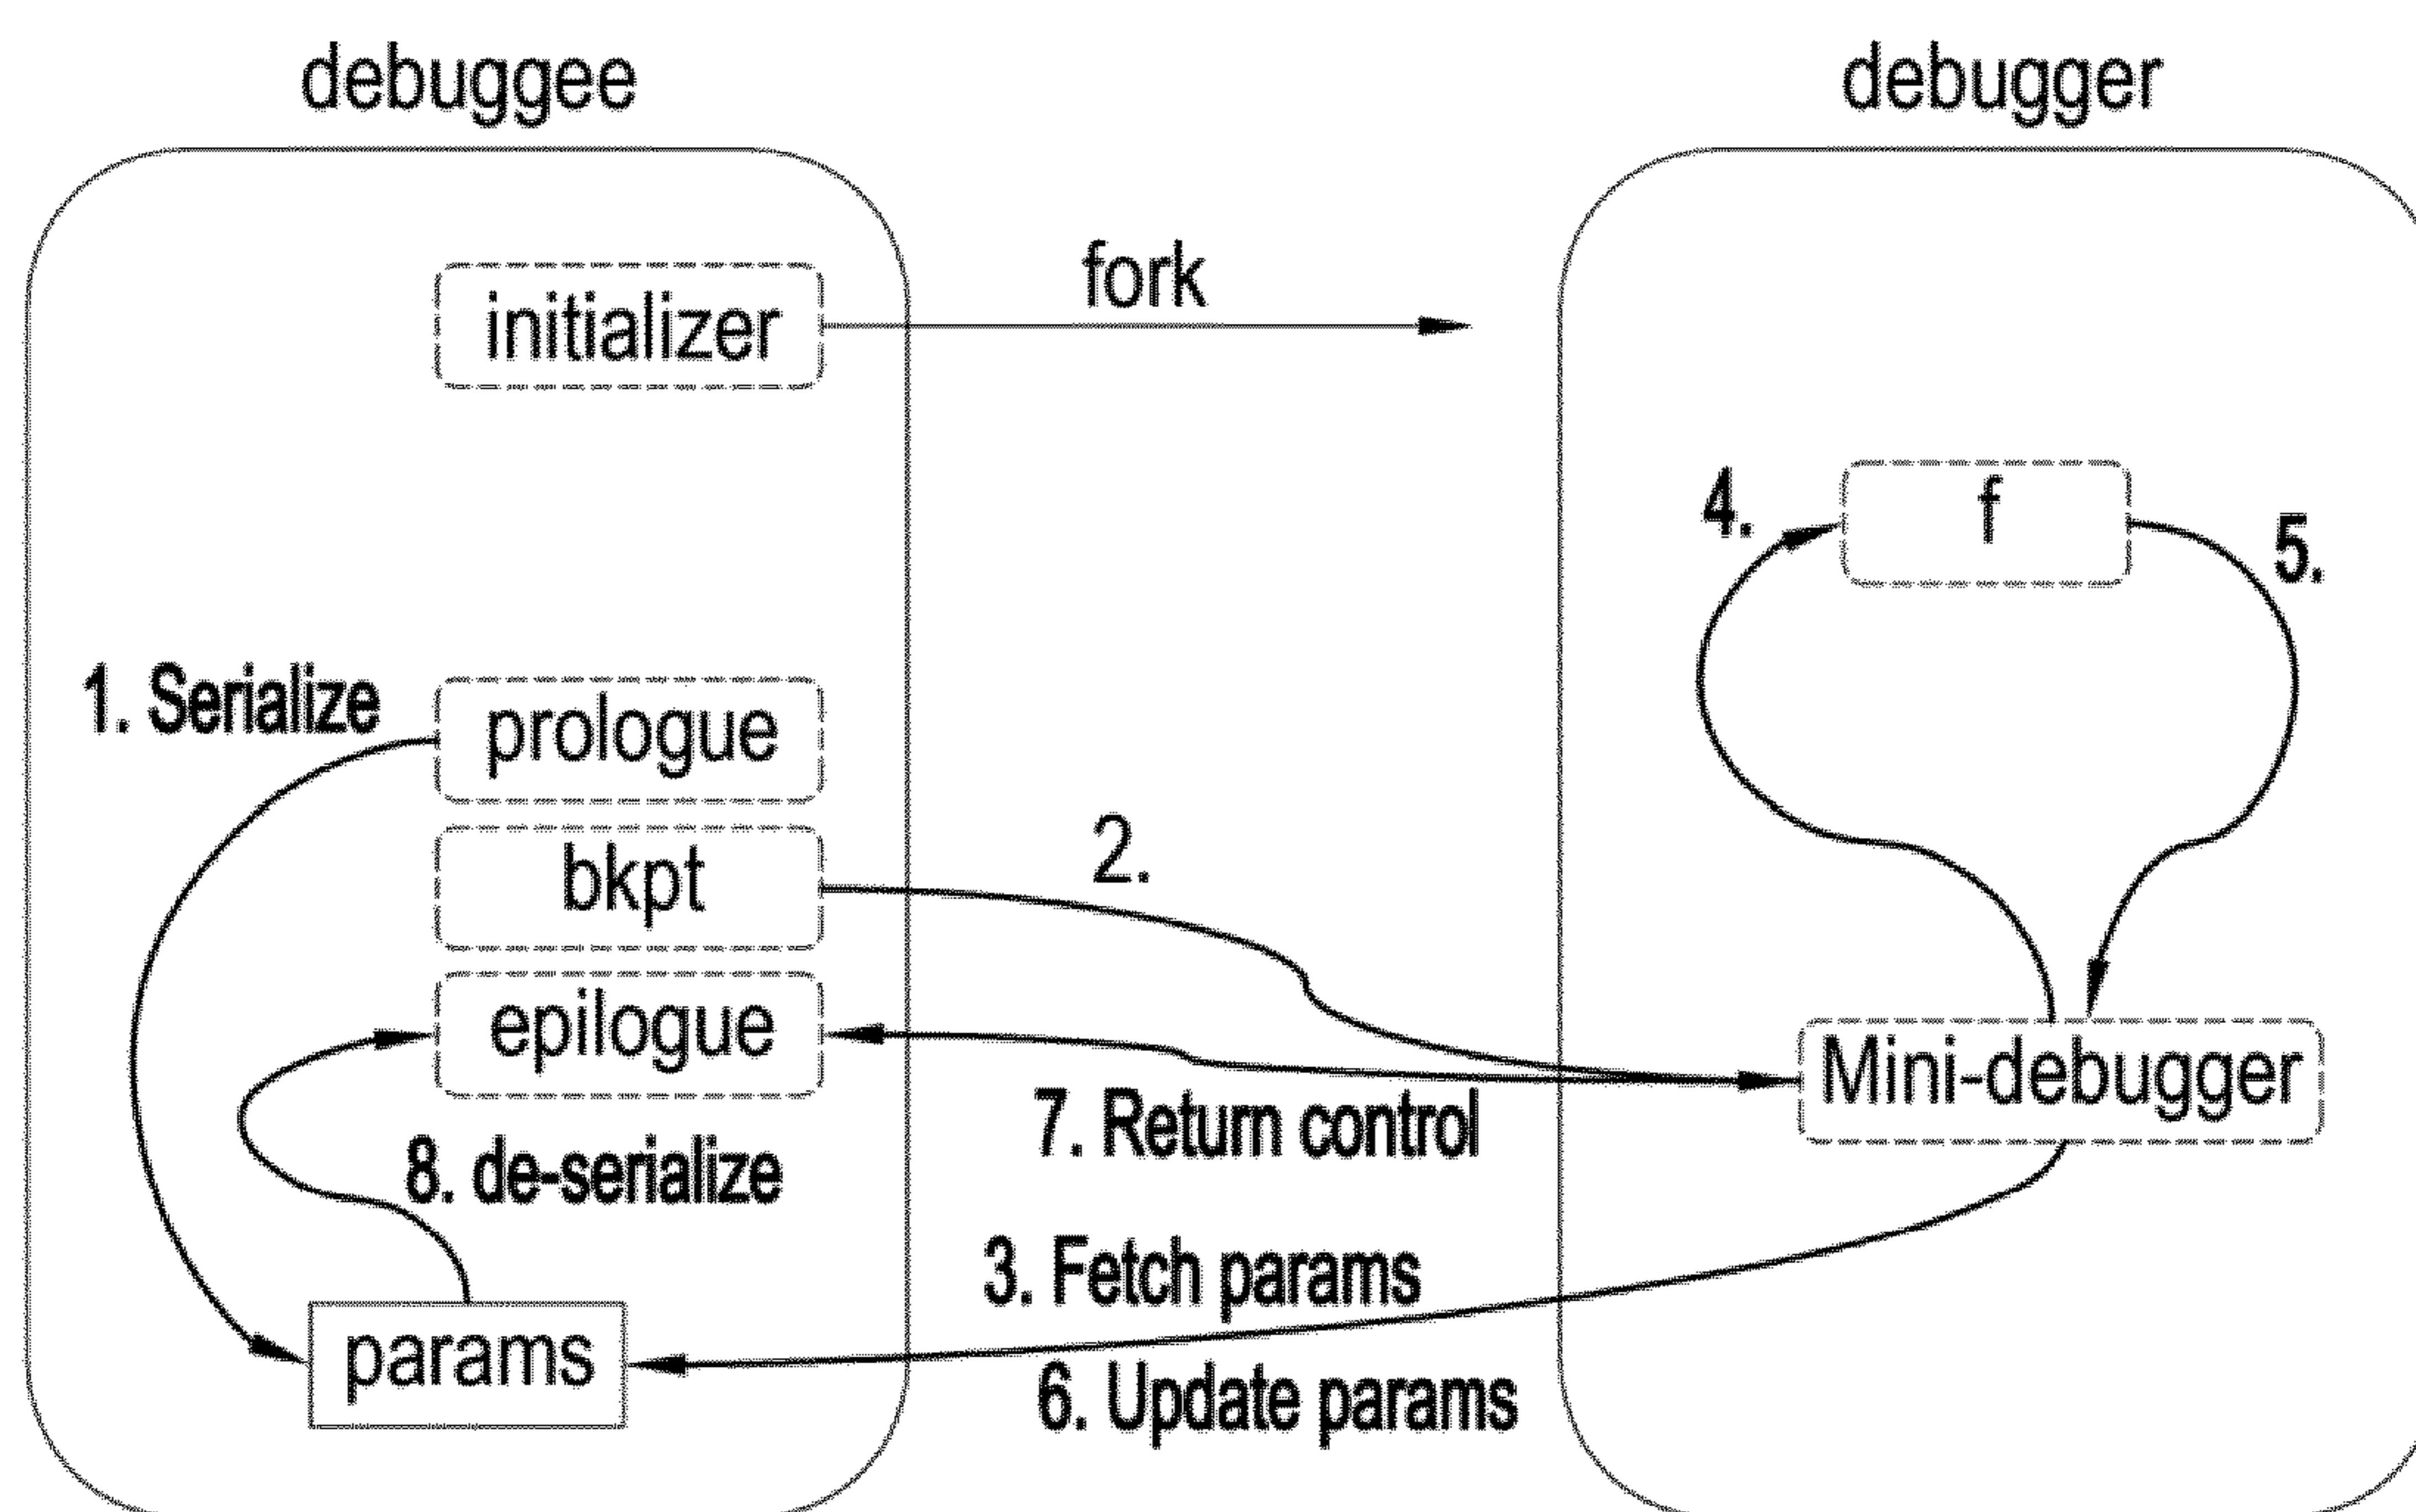 debuggee
debugger
initializer
fork
4.
f
5.
1. Serialize
prologue
2.
bkpt
epilogue
Mini-debugger
7. Return control
8. de-serialize
3. Fetch params
params
6. Update params